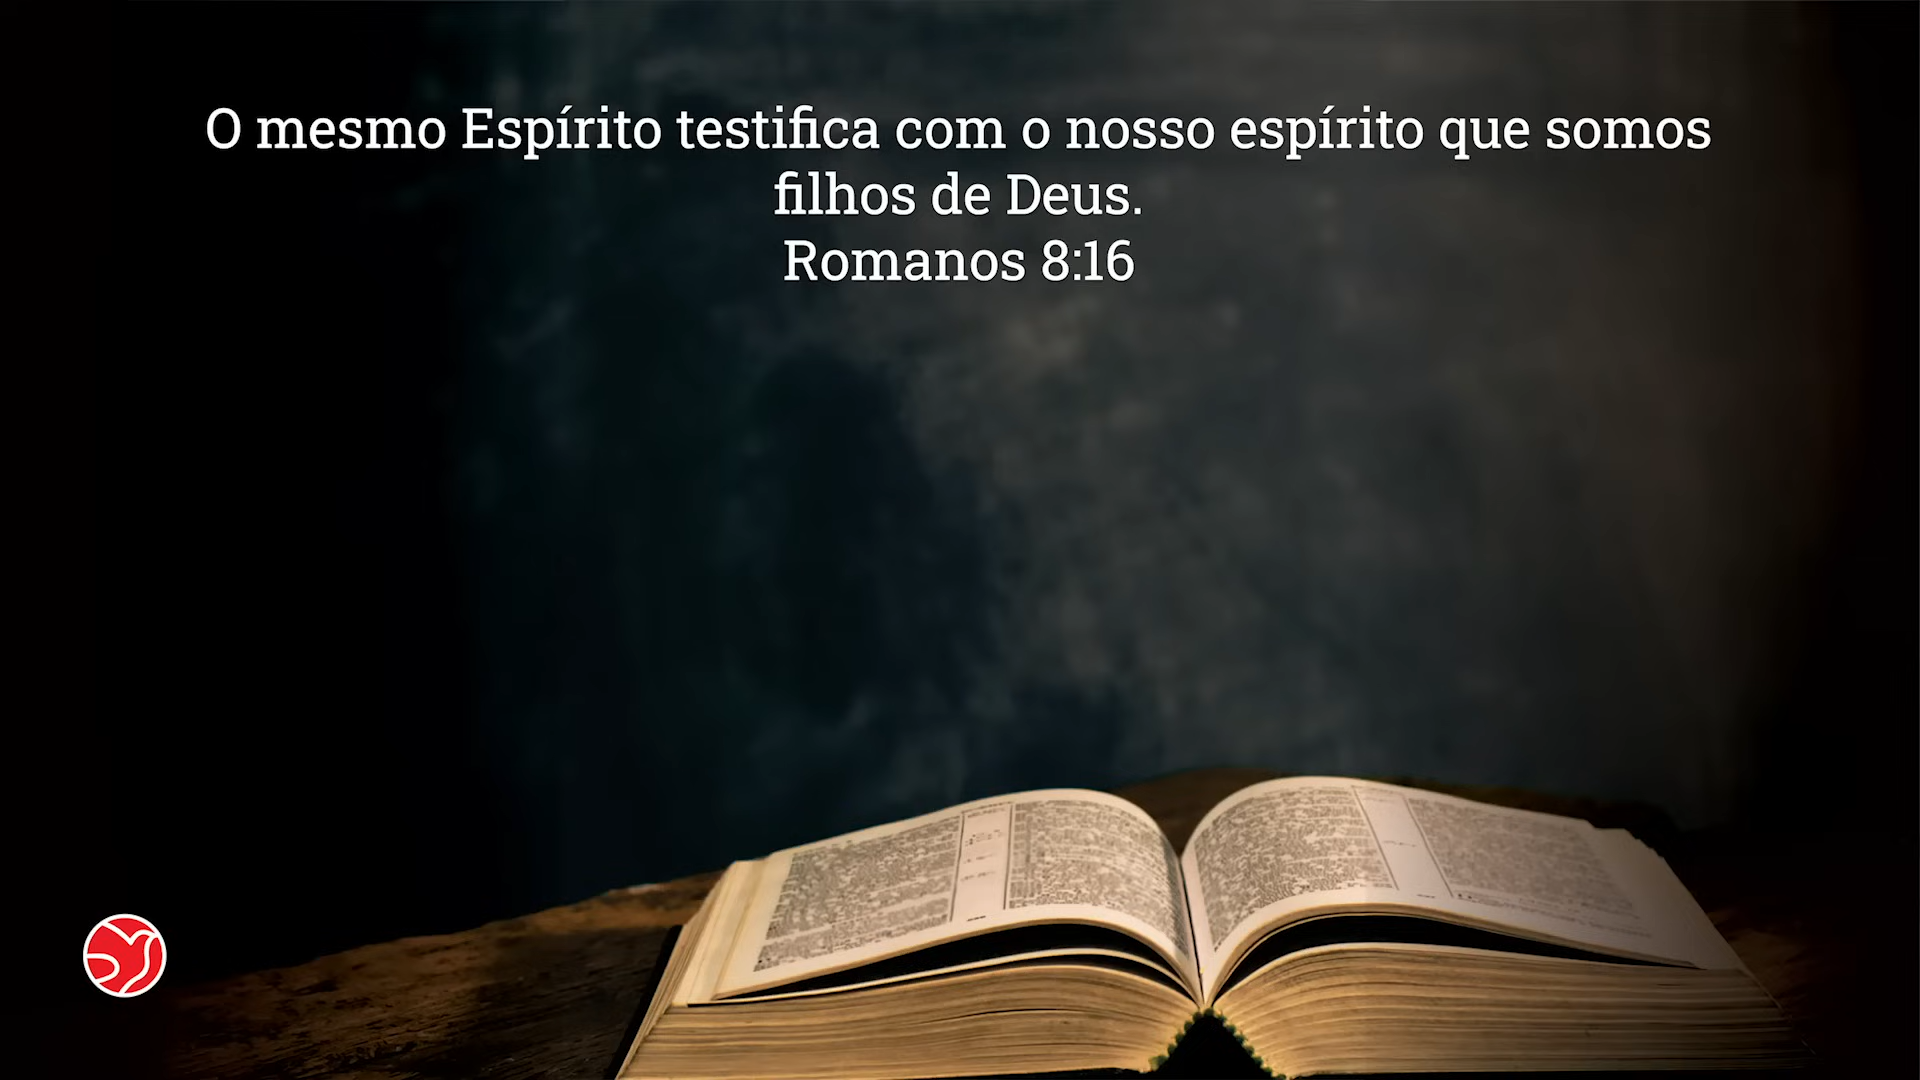 O mesmo Espírito testifica com o nosso espírito que somos
filhos de Deus.
Romanos 8:16